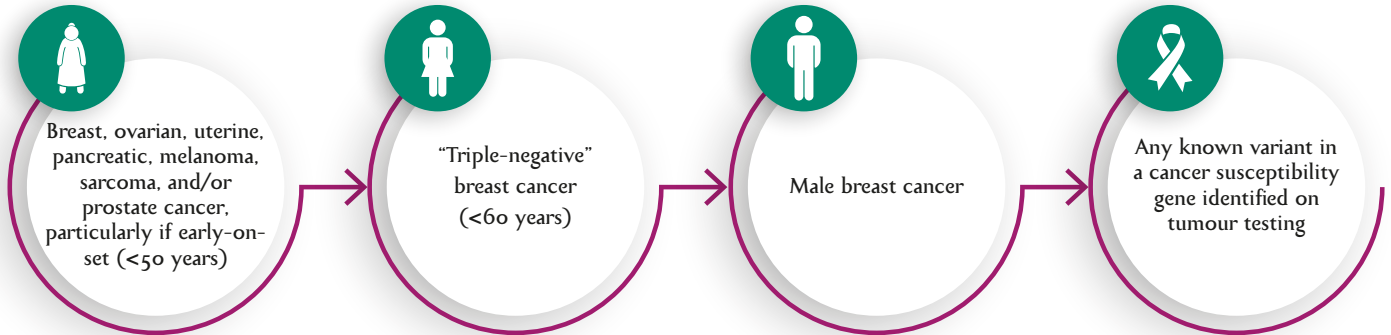 Breast, ovarian, uterine,
pancreatic, melanoma,
sarcoma, and/or
prostate cancer,
particularly if early-on-
set (<50 years)
“Triple-negative”
breast cancer
(<60 years)
Male breast cancer
Any known variant in
a cancer susceptibility
gene identified on
tumour testing